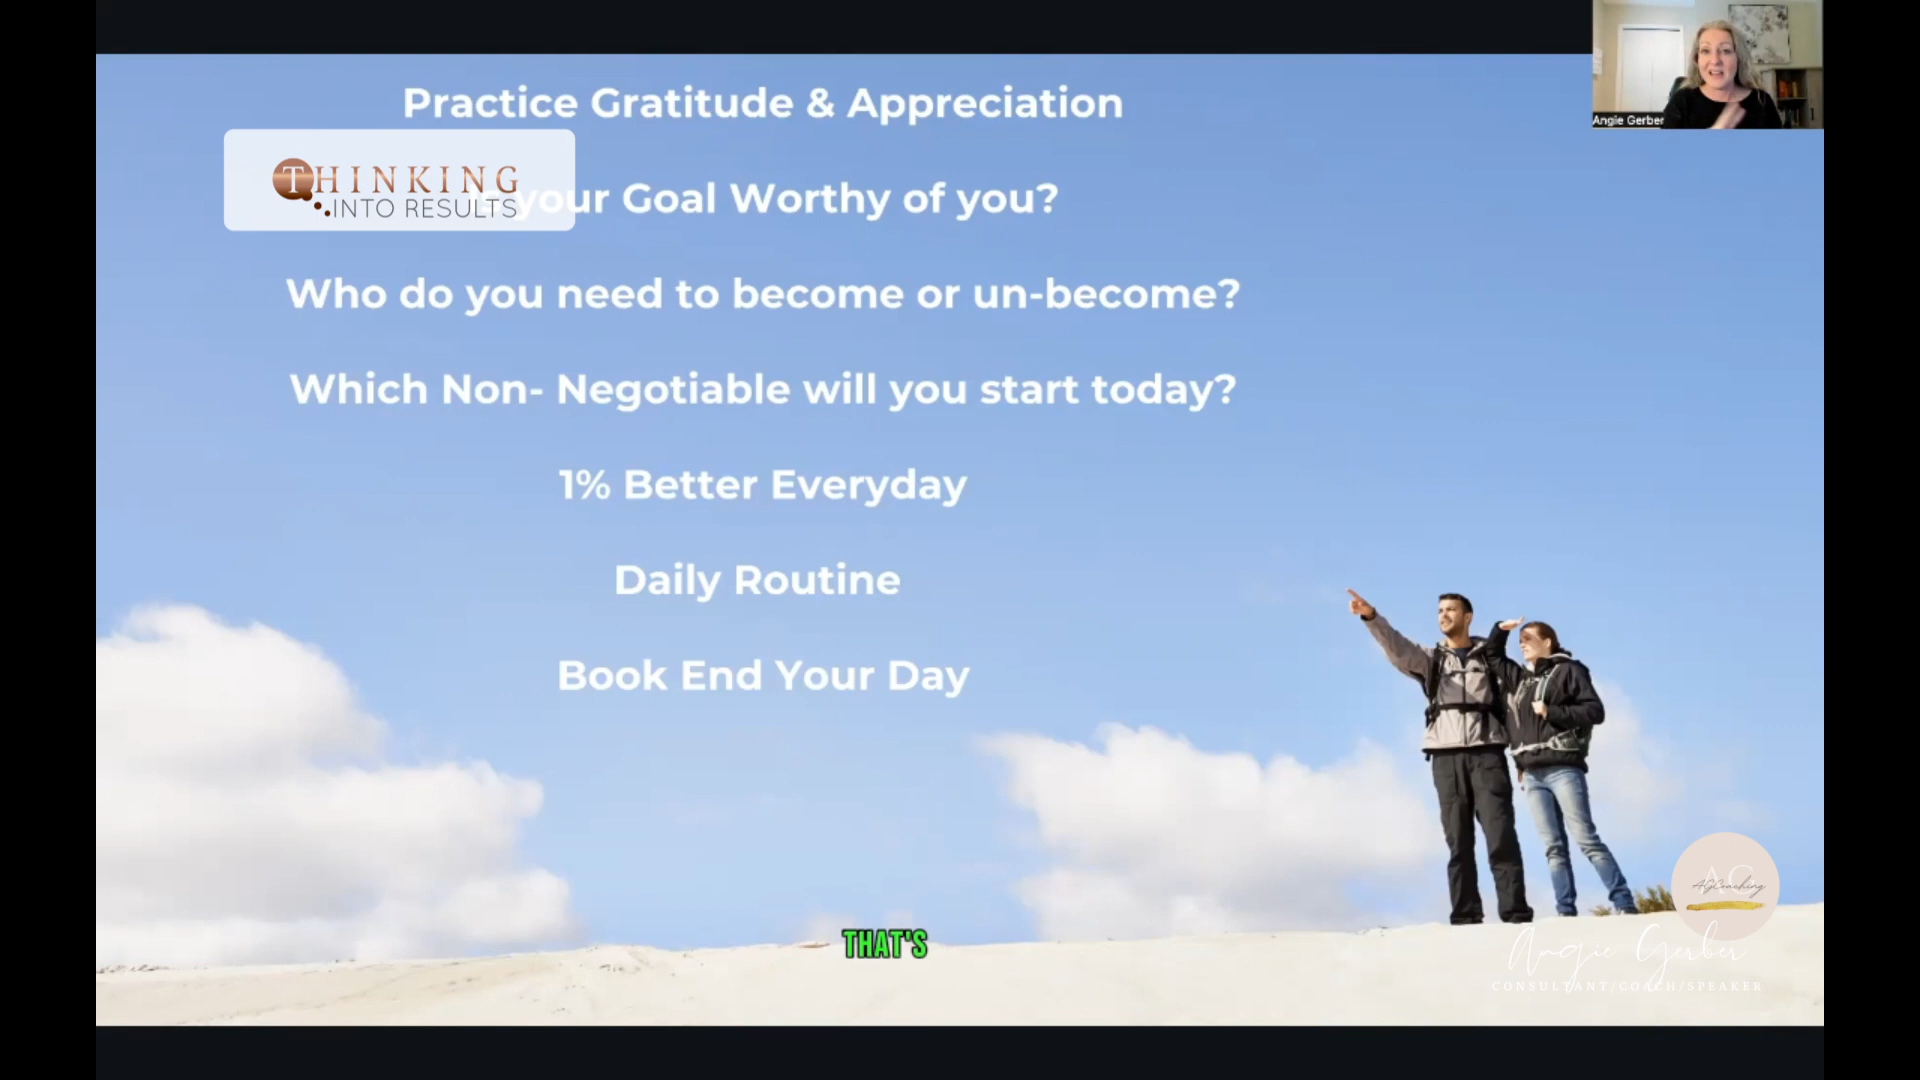 Practice Gratitude & Appreciation
Angie Gerber
THINKING
INTO RESULTS
s your Goal Worthy of you?
Who do you need to become or un-become?
Which Non- Negotiable will you start today?
1% Better Everyday
Daily Routine
Book End Your Day
AG
AGCoaching
THAT'S
Angie Gerber
CONSULTANT/COACH/SPEAKER